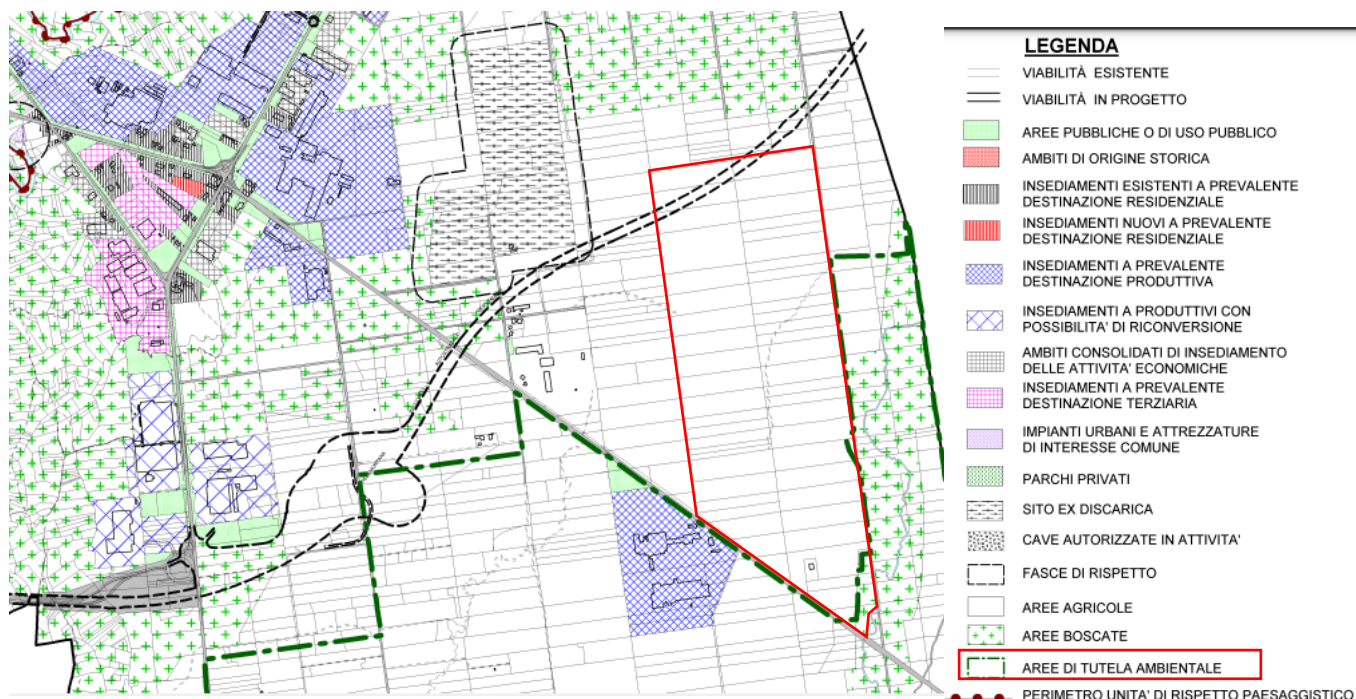 LEGENDA
VIABILITÀ ESISTENTE
VIABILITÀ IN PROGETTO
AREE PUBBLICHE O DI USO PUBBLICO
AMBITI DI ORIGINE STORICA
INSEDIAMENTI ESISTENTI A PREVALENTE
DESTINAZIONE RESIDENZIALE
INSEDIAMENTI NUOVI A PREVALENTE
DESTINAZIONE RESIDENZIALE
INSEDIAMENTI A PREVALENTE
DESTINAZIONE PRODUTTIVA
INSEDIAMENTI A PRODUTTIVI CON
POSSIBILITA' DI RICONVERSIONE
AMBITI CONSOLIDATI DI INSEDIAMENTO
DELLE ATTIVITA' ECONOMICHE
INSEDIAMENTI A PREVALENTE
DESTINAZIONE TERZIARIA
IMPIANTI URBANI E ATTREZZATURE
DI INTERESSE COMUNE
PARCHI PRIVATI
SITO EX DISCARICA
CAVE AUTORIZZATE IN ATTIVITA'
FASCE DI RISPETTO
AREE AGRICOLE
AREE BOSCATE
AREE DI TUTELA AMBIENTALE
PERIMETRO UNITA' DI RISPETTO PAESAGGISTICO